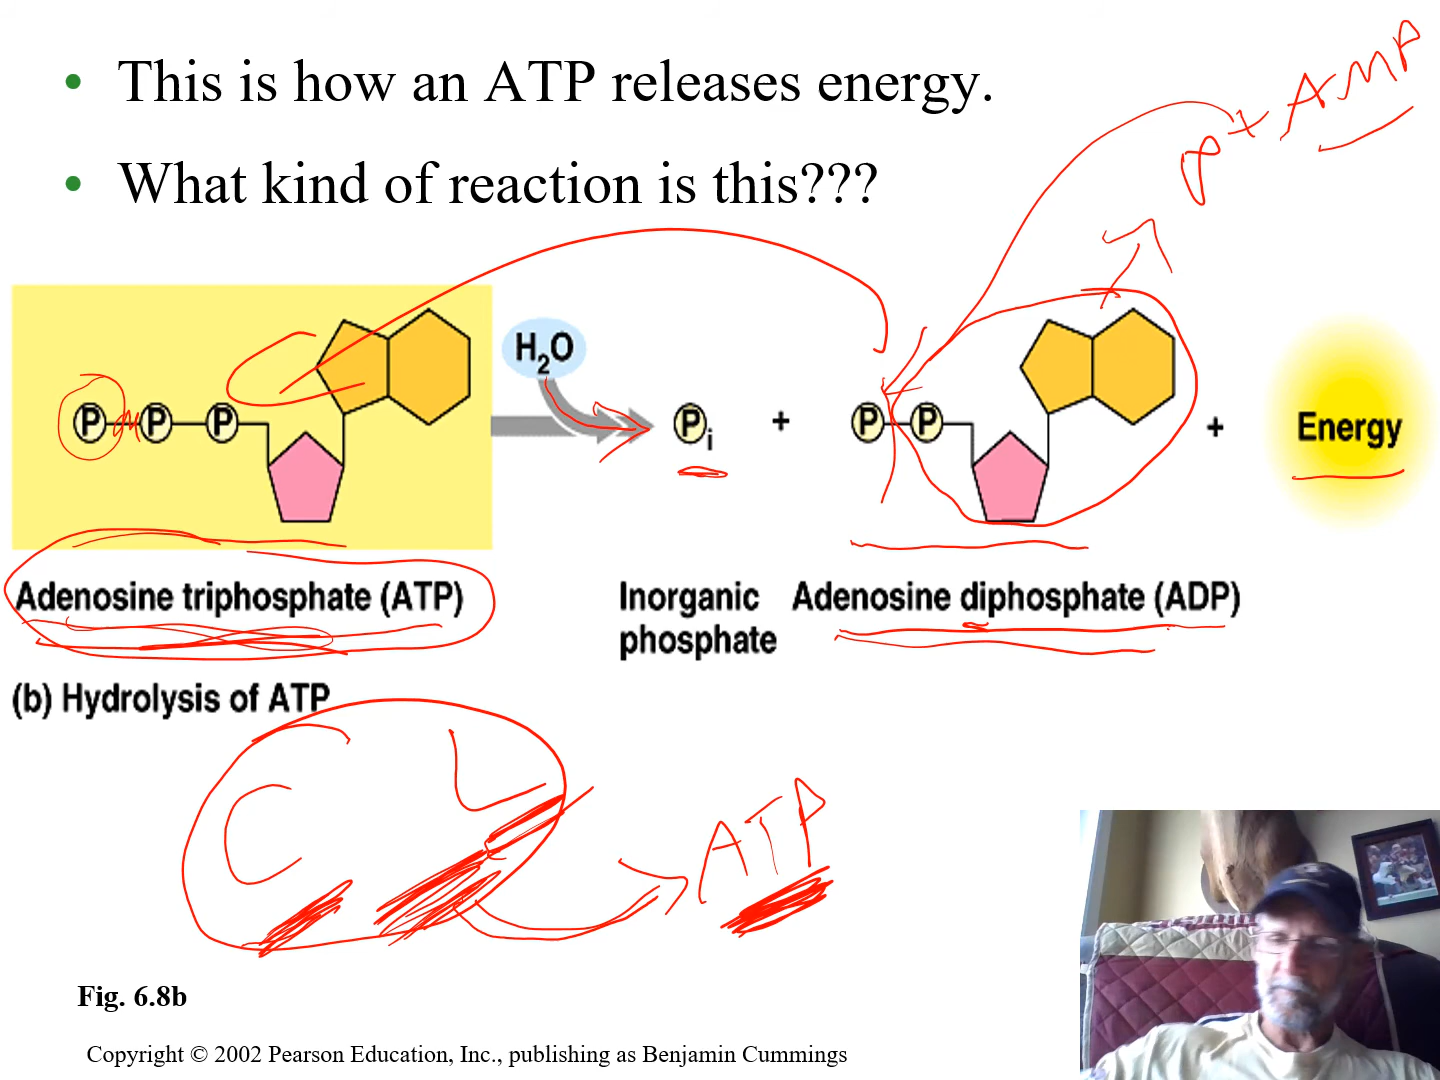 • This is how an ATP releases energy.
• What kind of reaction is this???
P + AMP
H₂O
P P P
Pᵢ + P P + Energy
Adenosine triphosphate (ATP)
Inorganic phosphate
Adenosine diphosphate (ADP)
(b) Hydrolysis of ATP
ATP
Fig. 6.8b
Copyright © 2002 Pearson Education, Inc., publishing as Benjamin Cummings